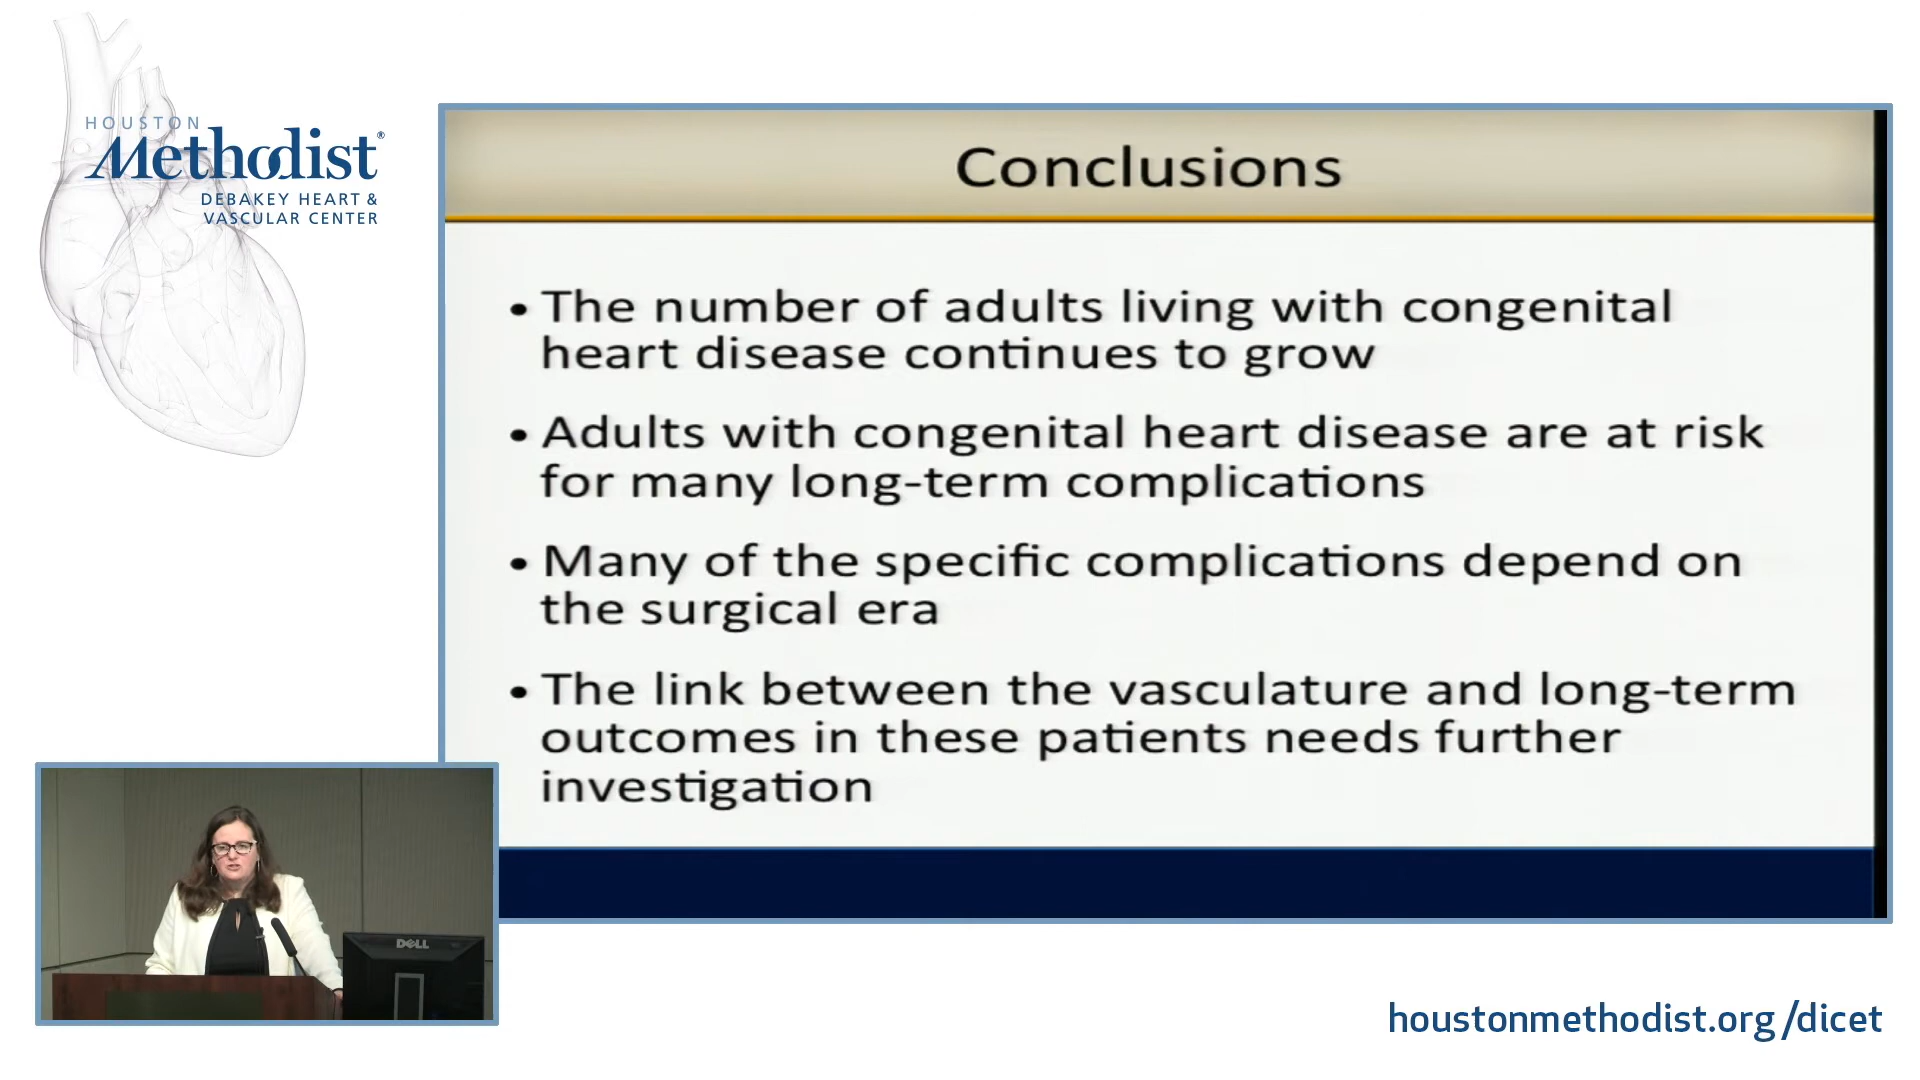 HOUSTON
Methodist®
DEBAKEY HEART &
VASCULAR CENTER
Conclusions
• The number of adults living with congenital
heart disease continues to grow
• Adults with congenital heart disease are at risk
for many long-term complications
• Many of the specific complications depend on
the surgical era
• The link between the vasculature and long-term
outcomes in these patients needs further
investigation
DELL
houstonmethodist.org/dicet